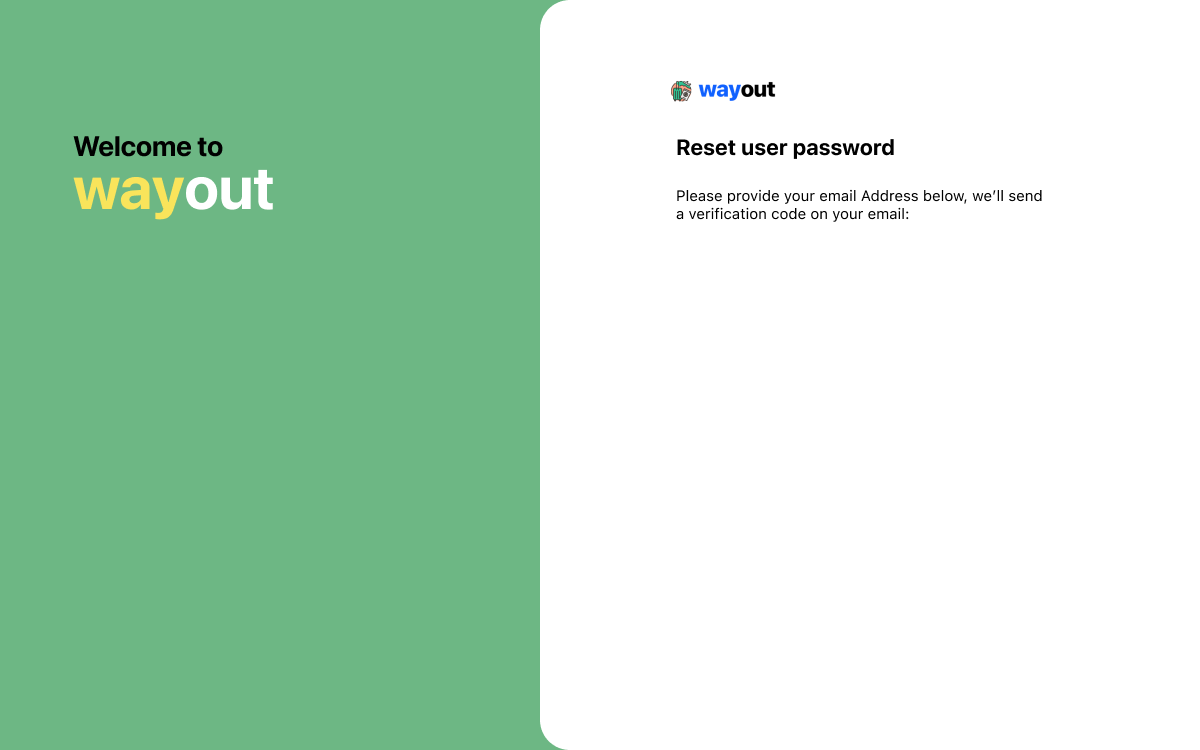 Welcome to
wayout
wayout
Reset user password
Please provide your email Address below, we’ll send
a verification code on your email: